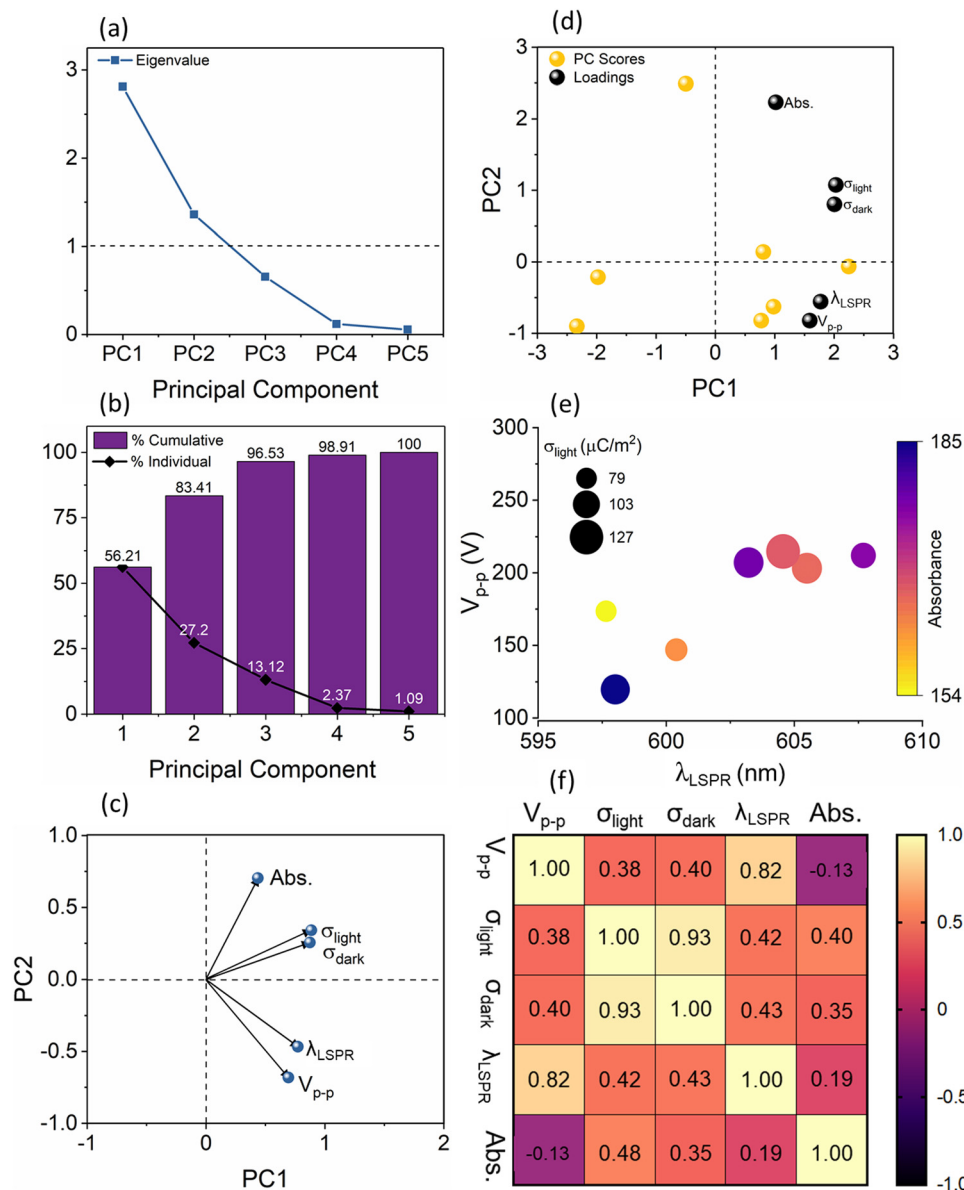 (a)
Eigenvalue
3
2
1
0
PC1 PC2 PC3 PC4 PC5
Principal Component
(b)
% Cumulative
% Individual
100
75
50
25
0
56.21
83.41
96.53
98.91
100
27.2
13.12
2.37
1.09
1 2 3 4 5
Principal Component
(c)
PC2
1.0
0.5
0.0
-0.5
-1.0
Abs.
σlight
σdark
λLSPR
Vp-p
-1 0 1 2
PC1
(d)
PC Scores
Loadings
PC2
3
2
1
0
-1
Abs.
σlight
σdark
λLSPR
Vp-p
-3 -2 -1 0 1 2 3
PC1
(e)
Vp-p (V)
300
250
200
150
100
σlight (μC/m²)
79
103
127
185
Absorbance
154
595 600 605 610
λLSPR (nm)
(f)
Vp-p σlight σdark λLSPR Abs.
Vp-p 1.00 0.38 0.40 0.82 -0.13
σlight 0.38 1.00 0.93 0.42 0.40
σdark 0.40 0.93 1.00 0.43 0.35
λLSPR 0.82 0.42 0.43 1.00 0.19
Abs. -0.13 0.48 0.35 0.19 1.00
1.0
0.5
0
-0.5
-1.0